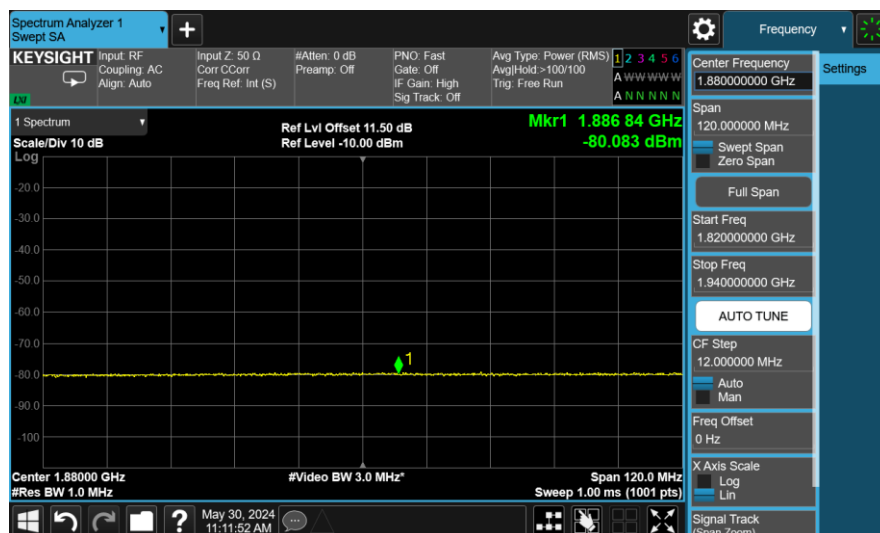 Spectrum Analyzer 1
Swept SA
Frequency
KEYSIGHT
Input: RF
Coupling: AC
Align: Auto
Input Z: 50 Ω
Corr CCorr
Freq Ref: Int (S)
#Atten: 0 dB
Preamp: Off
PNO: Fast
Gate: Off
IF Gain: High
Sig Track: Off
Avg Type: Power (RMS)
Avg|Hold:>100/100
Trig: Free Run
1 2 3 4 5 6
A W W W W W
A N N N N N
LXI
1 Spectrum
Scale/Div 10 dB
Log
Ref Lvl Offset 11.50 dB
Ref Level -10.00 dBm
Mkr1 1.886 84 GHz
-80.083 dBm
-20.0
-30.0
-40.0
-50.0
-60.0
-70.0
-80.0
-90.0
-100
1
Center 1.88000 GHz
#Res BW 1.0 MHz
#Video BW 3.0 MHz*
Span 120.0 MHz
Sweep 1.00 ms (1001 pts)
?
May 30, 2024
11:11:52 AM
Center Frequency
1.880000000 GHz
Span
120.000000 MHz
Swept Span
Zero Span
Full Span
Start Freq
1.820000000 GHz
Stop Freq
1.940000000 GHz
AUTO TUNE
CF Step
12.000000 MHz
Auto
Man
Freq Offset
0 Hz
X Axis Scale
Log
Lin
Signal Track
(Span Zoom)
Settings